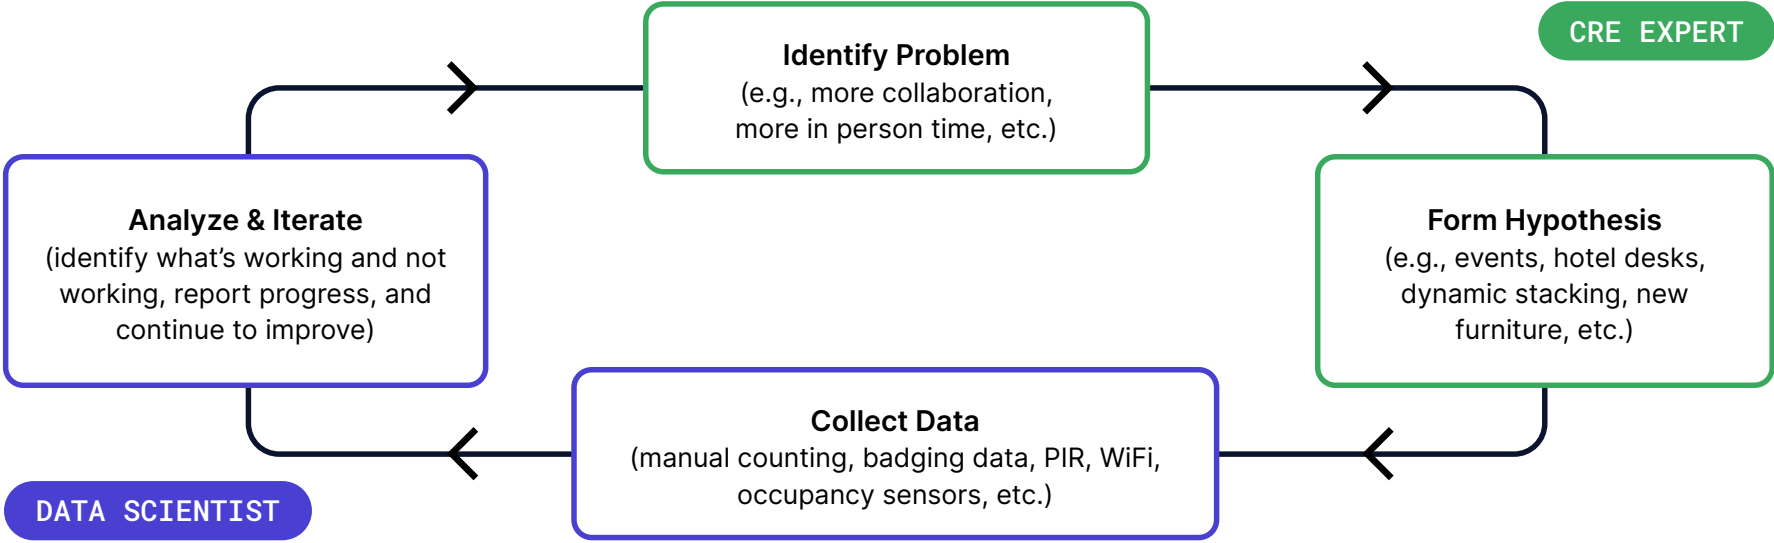 CRE EXPERT
Identify Problem
(e.g., more collaboration,
more in person time, etc.)
Form Hypothesis
(e.g., events, hotel desks,
dynamic stacking, new
furniture, etc.)
Collect Data
(manual counting, badging data, PIR, WiFi,
occupancy sensors, etc.)
Analyze & Iterate
(identify what’s working and not
working, report progress, and
continue to improve)
DATA SCIENTIST